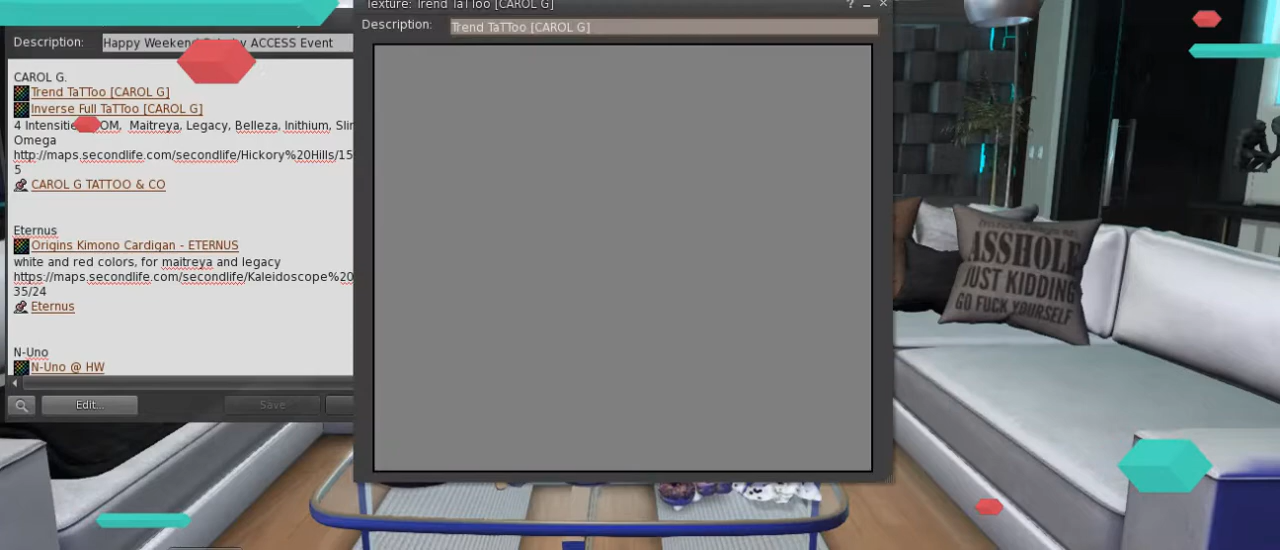 Texture: Trend TaTToo [CAROL G]
?
Description:
Trend TaTToo [CAROL G]
Description:
Happy Weekend by ACCESS Event
CAROL G.
Trend TaTToo [CAROL G]
Inverse Full TaTToo [CAROL G]
4 Intensities OM, Maitreya, Legacy, Belleza, Inithium, Slin
Omega
http://maps.secondlife.com/secondlife/Hickory%20Hills/15
5
CAROL G TATTOO & CO
Eternus
Origins Kimono Cardigan - ETERNUS
white and red colors, for maitreya and legacy
https://maps.secondlife.com/secondlife/Kaleidoscope%20
35/24
Eternus
N-Uno
N-Uno @ HW
Edit...
Save
ASSHOLE
JUST KIDDING
GO FUCK YOURSELF